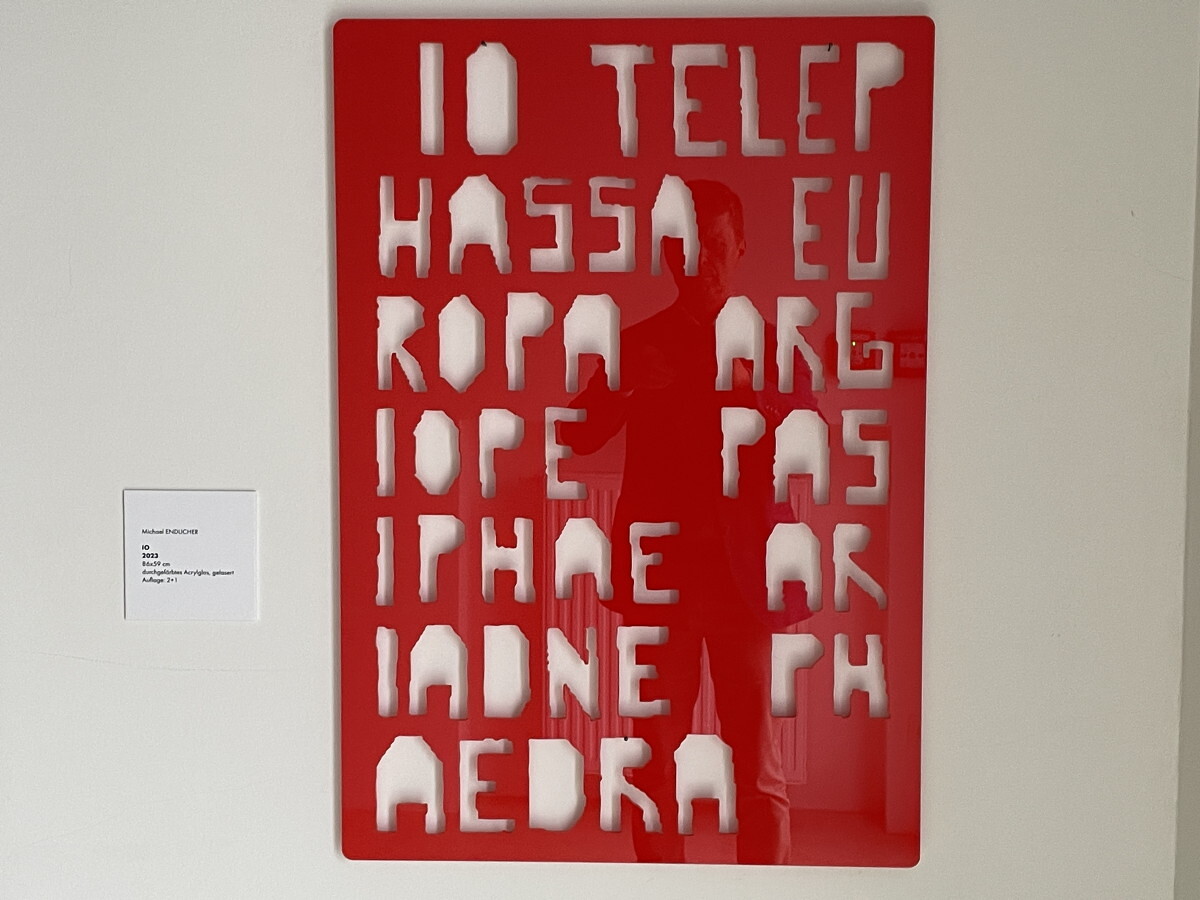 IO TELEP
HASSA EU
ROPA ARG
IOPE PAS
IPHAE AR
IADNE PH
AEDRA
Michael ENDLICHER
IO
2023
86x59 cm
durchgefärbtes Acrylglas, gelasert
Auflage: 2+1